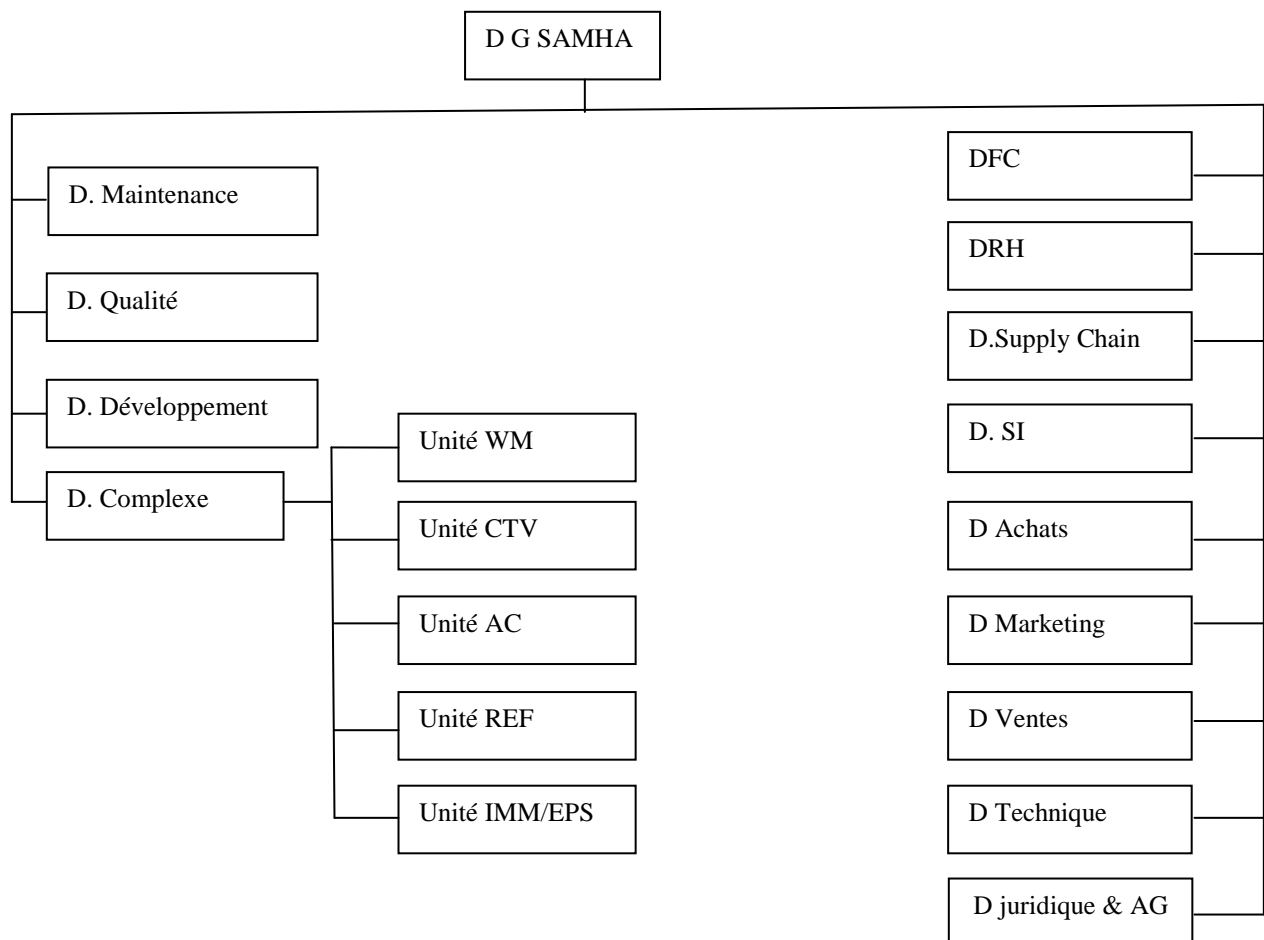 D G SAMHA
D. Maintenance
D. Qualité
D. Développement
D. Complexe
Unité WM
Unité CTV
Unité AC
Unité REF
Unité IMM/EPS
DFC
DRH
D.Supply Chain
D. SI
D Achats
D Marketing
D Ventes
D Technique
D juridique & AG